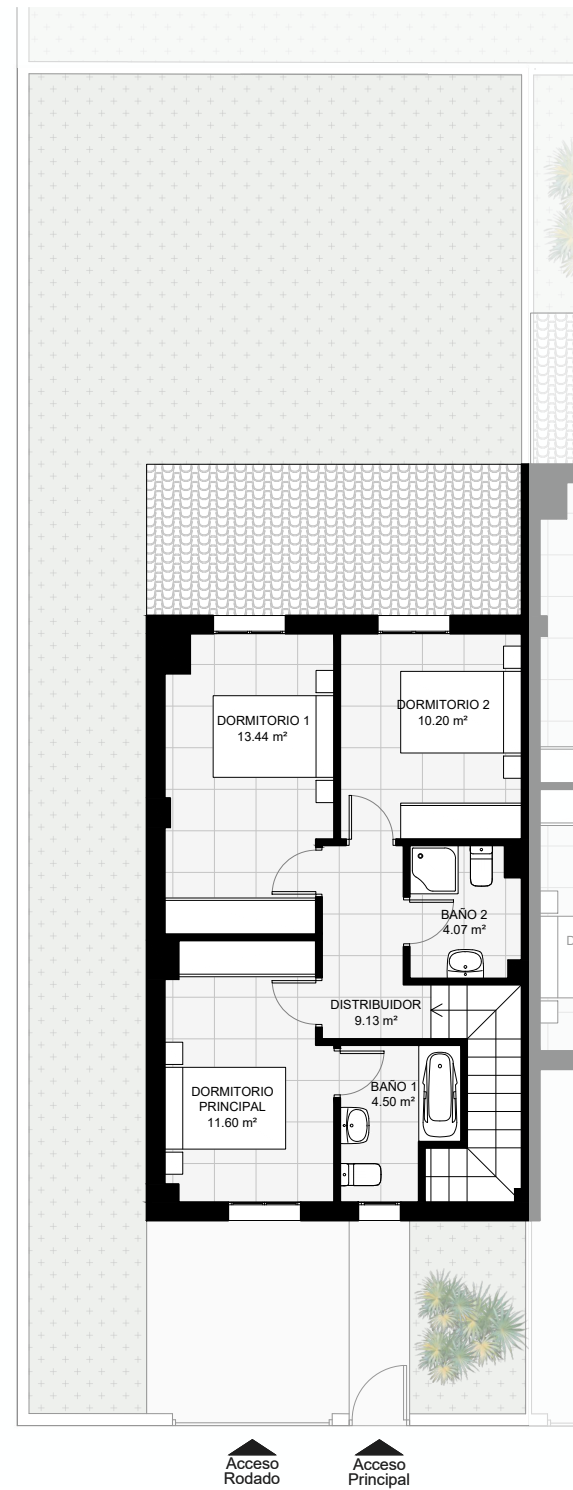 DORMITORIO 1
13.44 m²
DORMITORIO 2
10.20 m²
BAÑO 2
4.07 m²
D
DISTRIBUIDOR
9.13 m²
DORMITORIO
PRINCIPAL
11.60 m²
BAÑO 1
4.50 m²
Acceso
Rodado
Acceso
Principal